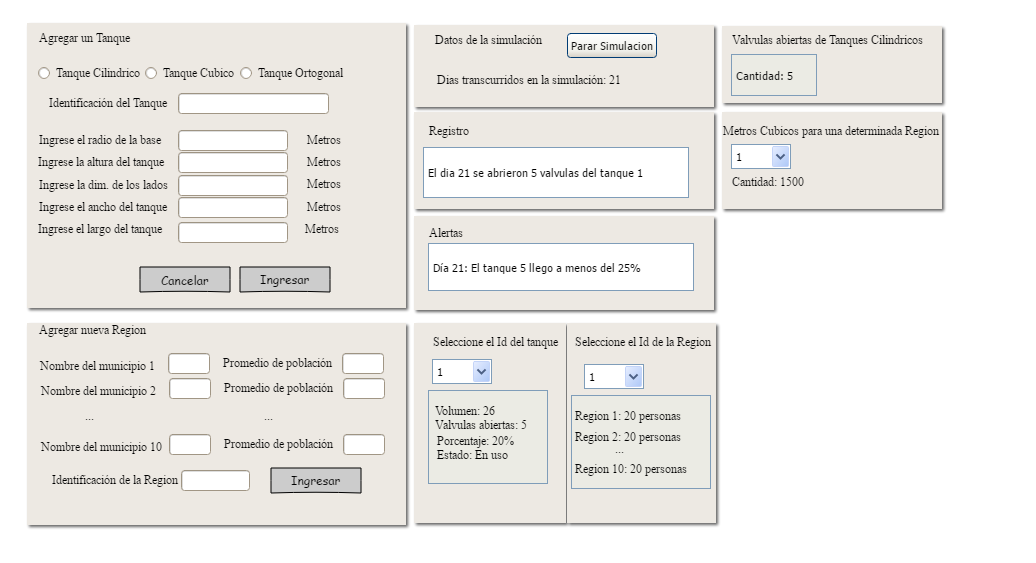 Agregar un Tanque
Tanque Cilindrico Tanque Cubico Tanque Ortogonal
Identificación del Tanque
Ingrese el radio de la base Metros
Ingrese la altura del tanque Metros
Ingrese la dim. de los lados Metros
Ingrese el ancho del tanque Metros
Ingrese el largo del tanque Metros
Cancelar Ingresar
Datos de la simulación Parar Simulacion
Dias transcurridos en la simulación: 21
Registro
El dia 21 se abrieron 5 valvulas del tanque 1
Alertas
Día 21: El tanque 5 llego a menos del 25%
Valvulas abiertas de Tanques Cilindricos
Cantidad: 5
Metros Cubicos para una determinada Region
1
Cantidad: 1500
Agregar nueva Region
Nombre del municipio 1 Promedio de población
Nombre del municipio 2 Promedio de población
... ...
Nombre del municipio 10 Promedio de población
Identificación de la Region Ingresar
Seleccione el Id del tanque
1
Volumen: 26
Valvulas abiertas: 5
Porcentaje: 20%
Estado: En uso
Seleccione el Id de la Region
1
Region 1: 20 personas
Region 2: 20 personas
...
Region 10: 20 personas